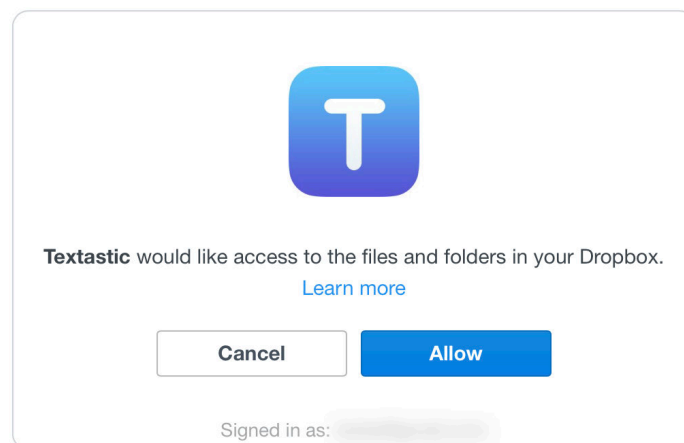 T
Textastic would like access to the files and folders in your Dropbox.
Learn more
Cancel
Allow
Signed in as: